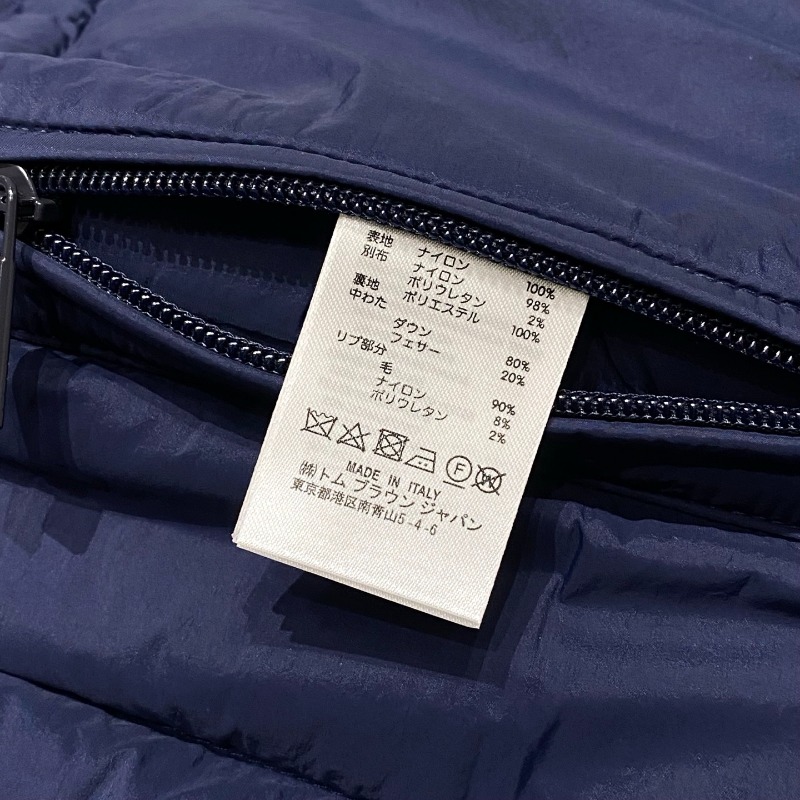 表地 ナイロン 100%
別布 ナイロン 98%
ポリウレタン 2%
裏地 ポリエステル 100%
中わた
ダウン 80%
フェザー 20%
リブ部分
毛 90%
ナイロン 8%
ポリウレタン 2%
F
MADE IN ITALY
㈱トム ブラウン ジャパン
東京都港区南青山5-4-6